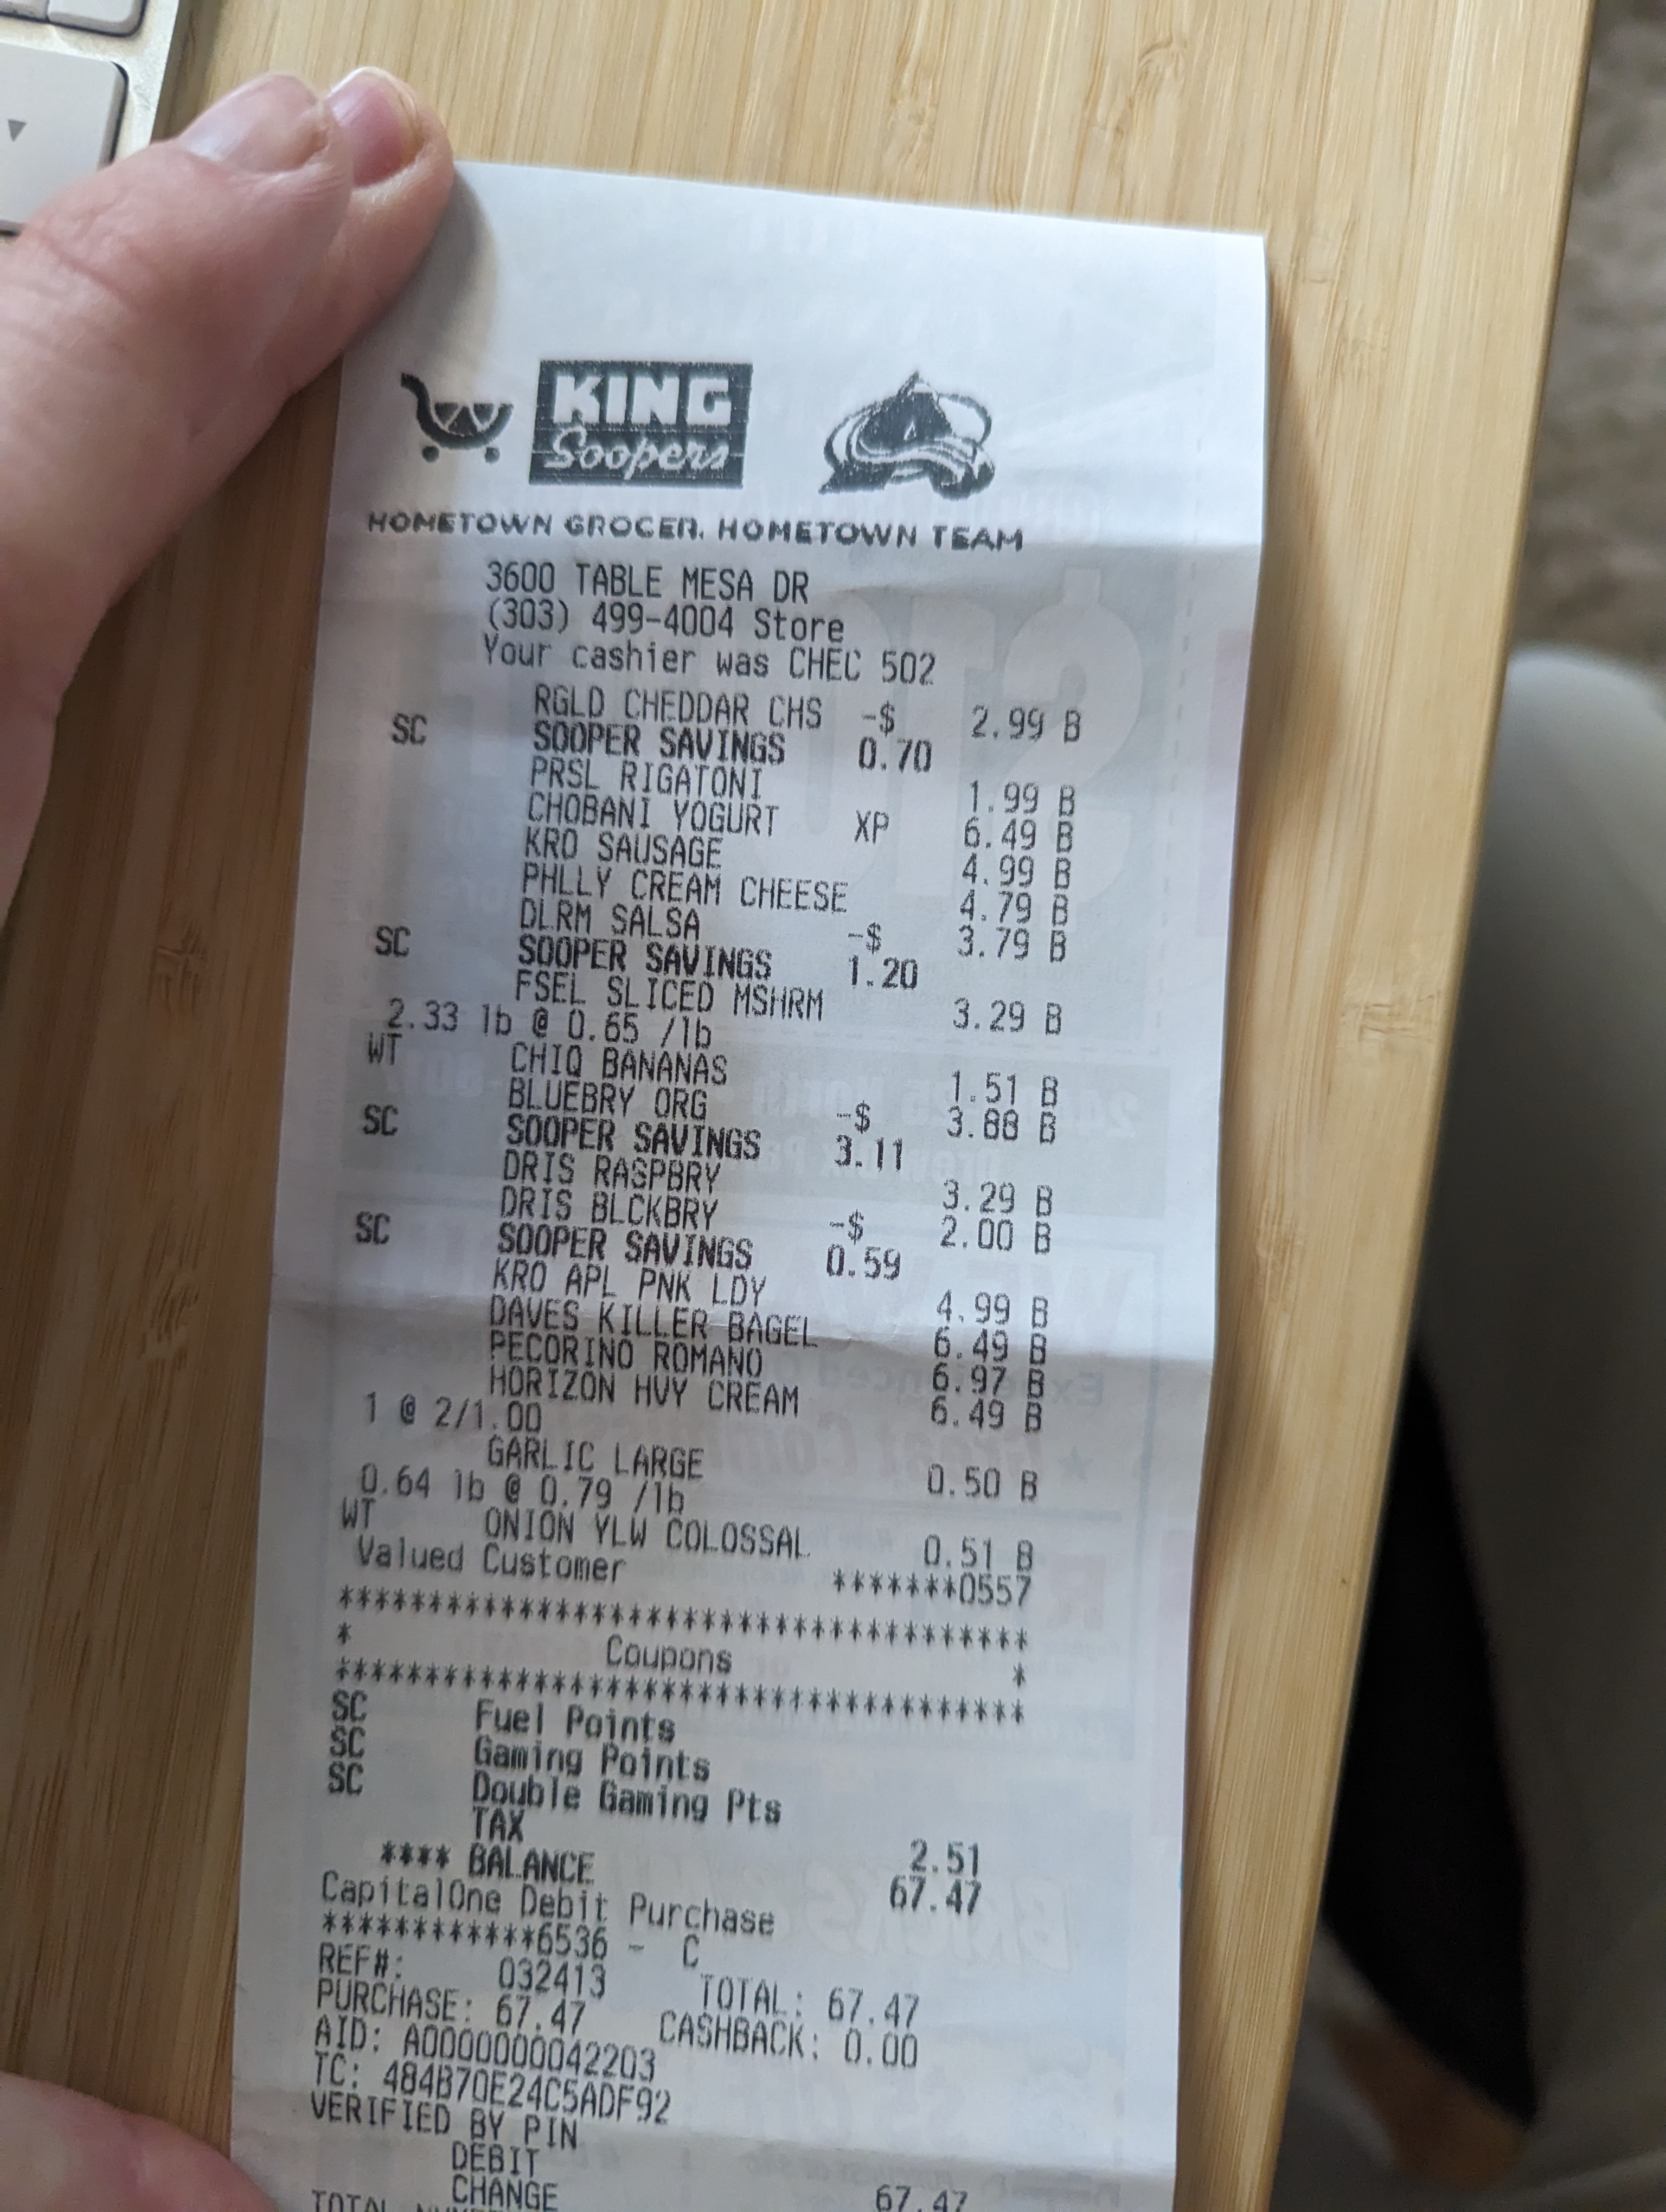 KING
Soopers
HOMETOWN GROCER. HOMETOWN TEAM
3600 TABLE MESA DR
(303) 499-4004 Store
Your cashier was CHEC 502
RGLD CHEDDAR CHS 2.99 B
SC SOOPER SAVINGS -$ 0.70
PRSL RIGATONI 1.99 B
CHOBANI YOGURT XP 6.49 B
KRO SAUSAGE 4.99 B
PHLLY CREAM CHEESE 4.79 B
DLRM SALSA 3.79 B
SC SOOPER SAVINGS -$ 1.20
FSEL SLICED MSHRM 3.29 B
2.33 lb @ 0.65 /lb
WT CHIQ BANANAS 1.51 B
BLUEBRY ORG 3.88 B
SC SOOPER SAVINGS -$ 3.11
DRIS RASPBRY 3.29 B
DRIS BLCKBRY 2.00 B
SC SOOPER SAVINGS -$ 0.59
KRO APL PNK LDY 4.99 B
DAVES KILLER BAGEL 6.49 B
PECORINO ROMANO 6.97 B
HORIZON HVY CREAM 6.49 B
1 @ 2/1.00
GARLIC LARGE 0.50 B
0.64 lb @ 0.79 /lb
WT ONION YLW COLOSSAL 0.51 B
Valued Customer *******0557
**************************************
* Coupons *
**************************************
SC Fuel Points
SC Gaming Points
SC Double Gaming Pts
TAX 2.51
**** BALANCE 67.47
CapitalOne Debit Purchase
************6536 - C
REF#: 032413 TOTAL: 67.47
PURCHASE: 67.47 CASHBACK: 0.00
AID: A0000000042203
TC: 484B70E24C5ADF92
VERIFIED BY PIN
DEBIT 67.47
CHANGE
TOTAL